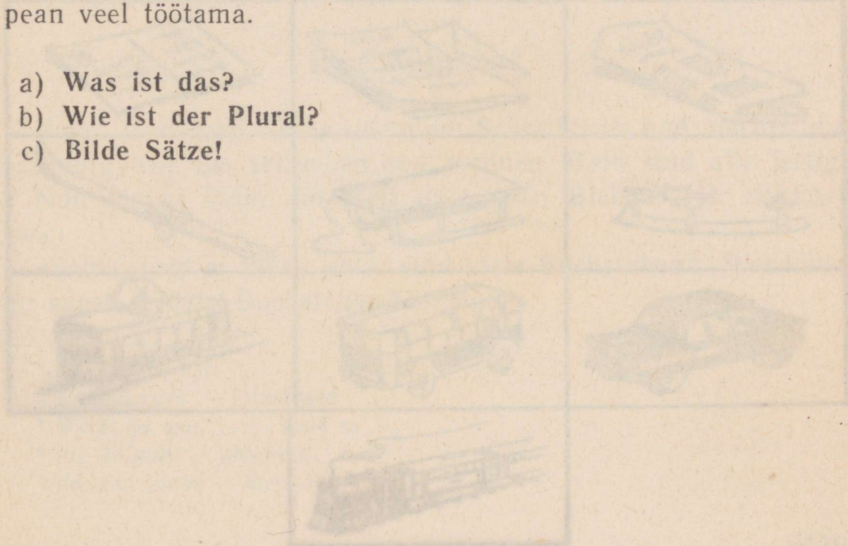 pean veel töötama.
a) Was ist das?
b) Wie ist der Plural?
c) Bilde Sätze!